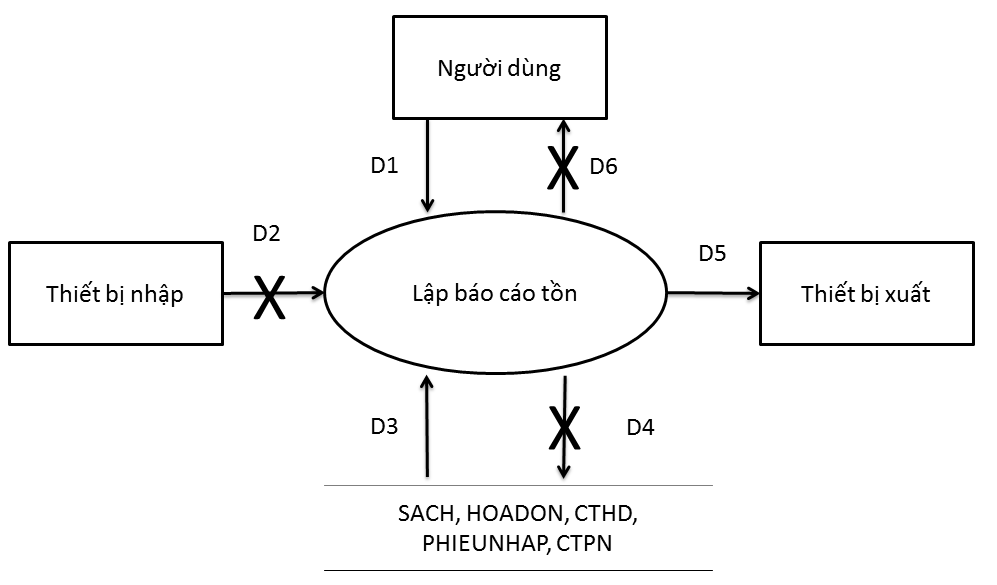 Người dùng
D1
D6
D2
D5
Thiết bị nhập
Lập báo cáo tồn
Thiết bị xuất
D3
D4
SACH, HOADON, CTHD,
PHIEUNHAP, CTPN